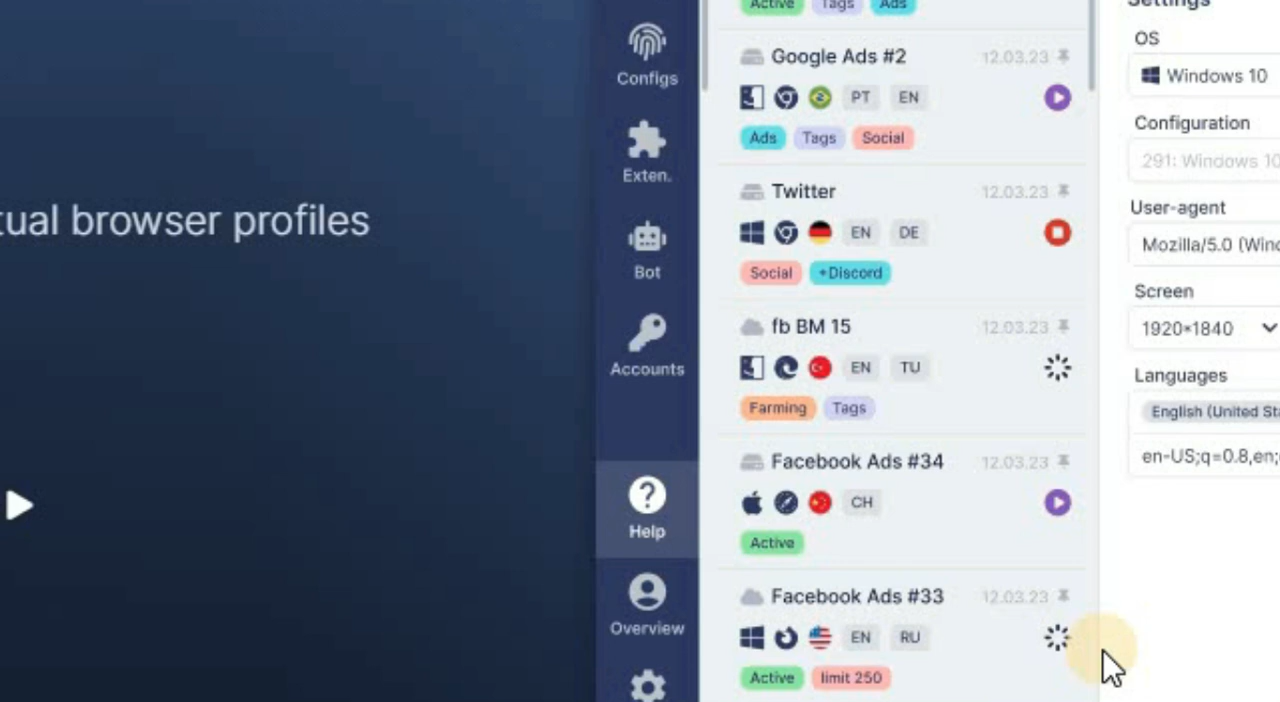 tual browser profiles
Configs
Exten.
Bot
Accounts
Help
Overview
Active Tags Ads
Google Ads #2 12.03.23
PT EN
Ads Tags Social
Twitter 12.03.23
EN DE
Social +Discord
fb BM 15 12.03.23
EN TU
Farming Tags
Facebook Ads #34 12.03.23
CH
Active
Facebook Ads #33 12.03.23
EN RU
Active limit 250
Settings
OS
Windows 10
Configuration
291: Windows 10
User-agent
Mozilla/5.0 (Wind
Screen
1920*1840
Languages
English (United Sta
en-US;q=0.8,en;